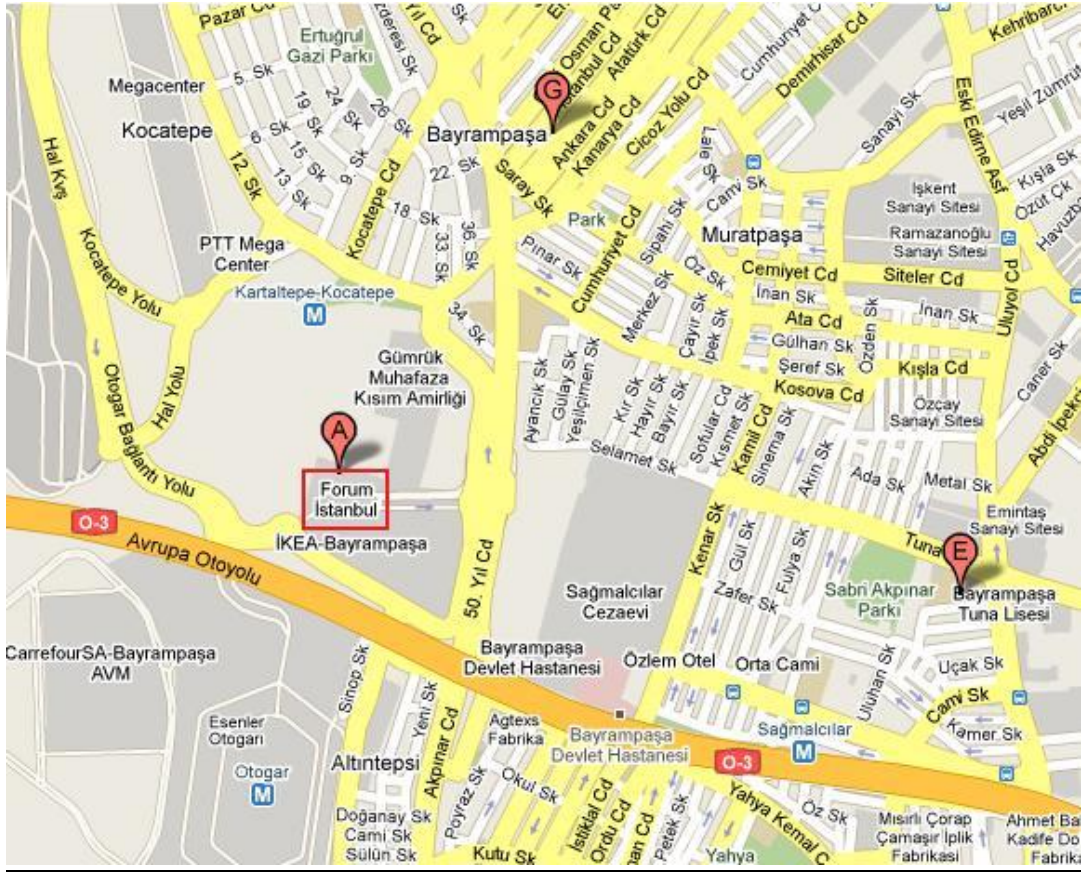 Pazar Cd
Ertuğrul
Gazi Parkı
Megacenter
Kocatepe
5. Sk
24. Sk
19. Sk
26. Sk
6. Sk
15. Sk
9. Sk
13. Sk
12. Sk
Hal Kvş
Kocatepe Yolu
Hal Yolu
Otogar Bağlantı Yolu
PTT Mega
Center
Kartaltepe-Kocatepe
M
Kocatepe Cd
18. Sk
22. Sk
33. Sk
36. Sk
34. Sk
Bayrampaşa
G
Osman Pa
İstanbul Cd
Atatürk Cd
Ankara Cd
Kanarya Cd
Cicoz Yolu Cd
Saray Sk
Cumhuriyet Cd
Demirhisar Cd
Kehribarcı
Eski Edirne Asf
Yeşil Zümrüt
Sanayi Sk
Kışla Sk
Özüt Çk
Havuzba
İşkent
Sanayi Sitesi
Ramazanoğlu
Sanayi Sitesi
Lale Sk
Cami Sk
Park
Sipahi Sk
Muratpaşa
Pınar Sk
Cumhuriyet Cd
Merkez Sk
Öz Sk
Cemiyet Cd
Siteler Cd
İnan Sk
İnan Sk
Ata Cd
Gülhan Sk
Özden Sk
Şeref Sk
Kosova Cd
Kışla Cd
Uluyol Cd
Caner Sk
Abdi İpekç
Çayır Sk
İpek Sk
Gümrük
Muhafaza
Kısım Amirliği
Ayancık Sk
Gülay Sk
Yeşilçimen Sk
Kır Sk
Hayır Sk
Bayır Sk
Sofular Cd
Kısmet Sk
Kamil Cd
Sinema Sk
Selamet Sk
Akın Sk
Ada Sk
Özçay
Sanayi Sitesi
Metal Sk
Emintaş
Sanayi Sitesi
A
Forum
İstanbul
O-3
Avrupa Otoyolu
İKEA-Bayrampaşa
50. Yıl Cd
Sağmalcılar
Cezaevi
Kenar Sk
Gül Sk
Fulya Sk
Zafer Sk
Tuna
E
Sabri Akpınar
Parkı
Bayrampaşa
Tuna Lisesi
CarrefourSA-Bayrampaşa
AVM
Sinop Sk
Bayrampaşa
Devlet Hastanesi
Özlem Otel
Orta Cami
Uluhan Sk
Uçak Sk
Cami Sk
Kamer Sk
Esenler
Otogarı
Otogar
M
Altıntepsi
Yeni Sk
Akpınar Cd
Agtexs
Fabrika
Bayrampaşa
Devlet Hastanesi
Sağmalcılar
M
O-3
Doğanay Sk
Cami Sk
Sülün Sk
Poyraz Sk
Okul Sk
Kutu Sk
İstiklal Cd
Ordu Cd
Petek Sk
Yahya Kemal C
Yahya
Öz Sk
Mısırlı Çorap
Çamaşır İplik
Fabrikası
Ahmet Ba
Kadife Do
Fabrika